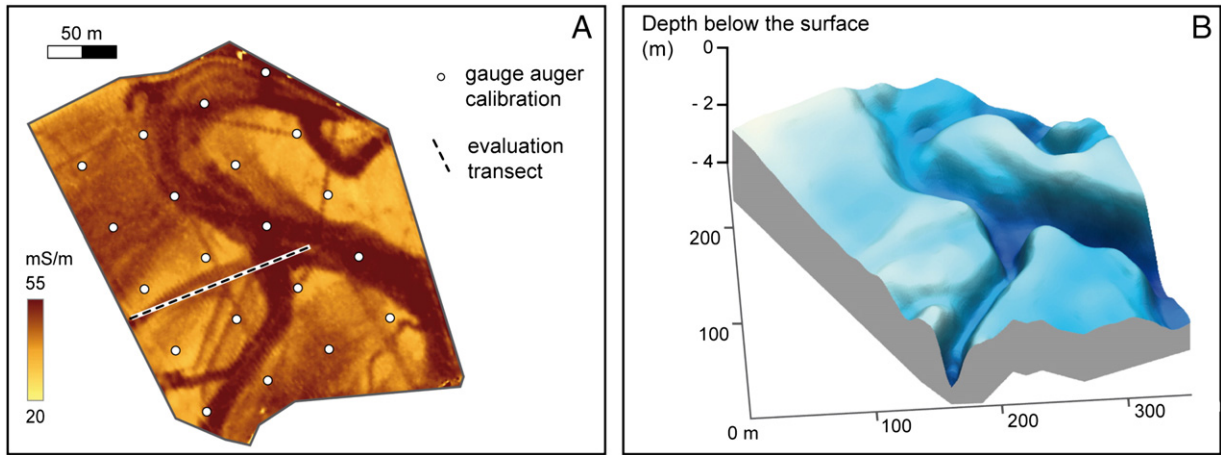 50 m
A
gauge auger
calibration
evaluation
transect
mS/m
55
20
Depth below the surface
(m)
B
0
- 2
- 4
200
100
0 m
100
200
300